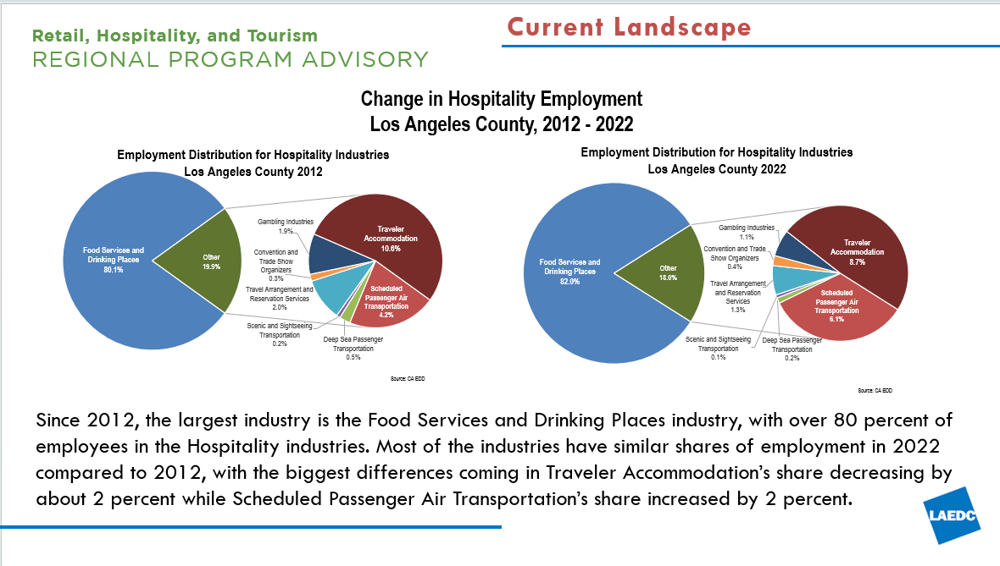 Retail, Hospitality, and Tourism
REGIONAL PROGRAM ADVISORY
Current Landscape
Change in Hospitality Employment
Los Angeles County, 2012 - 2022
Employment Distribution for Hospitality Industries
Los Angeles County 2012
Food Services and
Drinking Places
80.1%
Other
19.9%
Gambling Industries
1.9%
Convention and
Trade Show
Organizers
0.3%
Travel Arrangement and
Reservation Services
2.0%
Scenic and Sightseeing
Transportation
0.2%
Deep Sea Passenger
Transportation
0.5%
Traveler
Accommodation
10.6%
Scheduled
Passenger Air
Transportation
4.2%
Source: CA EDD
Employment Distribution for Hospitality Industries
Los Angeles County 2022
Food Services and
Drinking Places
82.0%
Other
18.0%
Gambling Industries
1.1%
Convention and Trade
Show Organizers
0.4%
Travel Arrangement
and Reservation
Services
1.3%
Scenic and Sightseeing
Transportation
0.1%
Deep Sea Passenger
Transportation
0.2%
Traveler
Accommodation
8.7%
Scheduled
Passenger Air
Transportation
6.1%
Source: CA EDD
Since 2012, the largest industry is the Food Services and Drinking Places industry, with over 80 percent of
employees in the Hospitality industries. Most of the industries have similar shares of employment in 2022
compared to 2012, with the biggest differences coming in Traveler Accommodation's share decreasing by
about 2 percent while Scheduled Passenger Air Transportation's share increased by 2 percent.
LAEDC